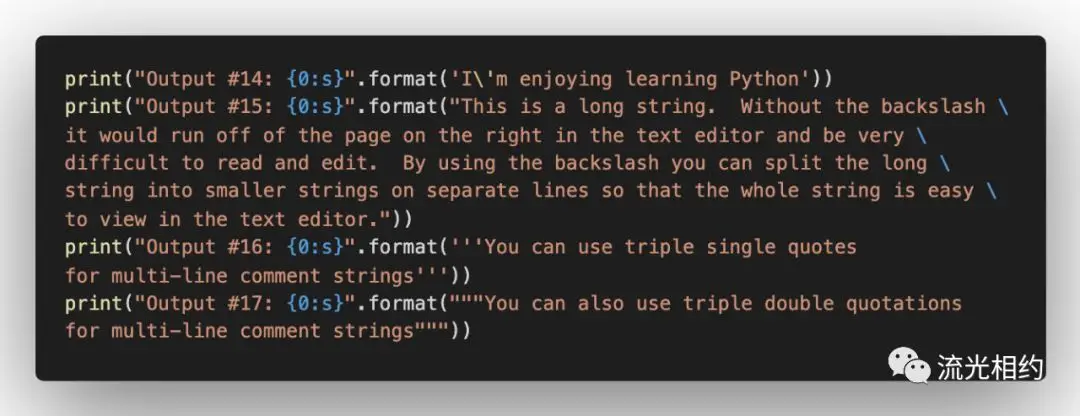 print("Output #14: {0:s}".format('I\'m enjoying learning Python'))
print("Output #15: {0:s}".format("This is a long string.  Without the backslash \
it would run off of the page on the right in the text editor and be very \
difficult to read and edit.  By using the backslash you can split the long \
string into smaller strings on separate lines so that the whole string is easy \
to view in the text editor."))
print("Output #16: {0:s}".format('''You can use triple single quotes
for multi-line comment strings'''))
print("Output #17: {0:s}".format("""You can also use triple double quotations
for multi-line comment strings"""))
流光相约